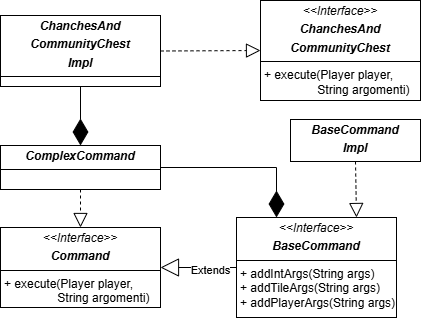 ChanchesAnd
CommunityChest
Impl
<<Interface>>
ChanchesAnd
CommunityChest
+ execute(Player player,
String argomenti)
ComplexCommand
BaseCommand
Impl
<<Interface>>
Command
+ execute(Player player,
String argomenti)
Extends
<<Interface>>
BaseCommand
+ addIntArgs(String args)
+ addTileArgs(String args)
+ addPlayerArgs(String args)